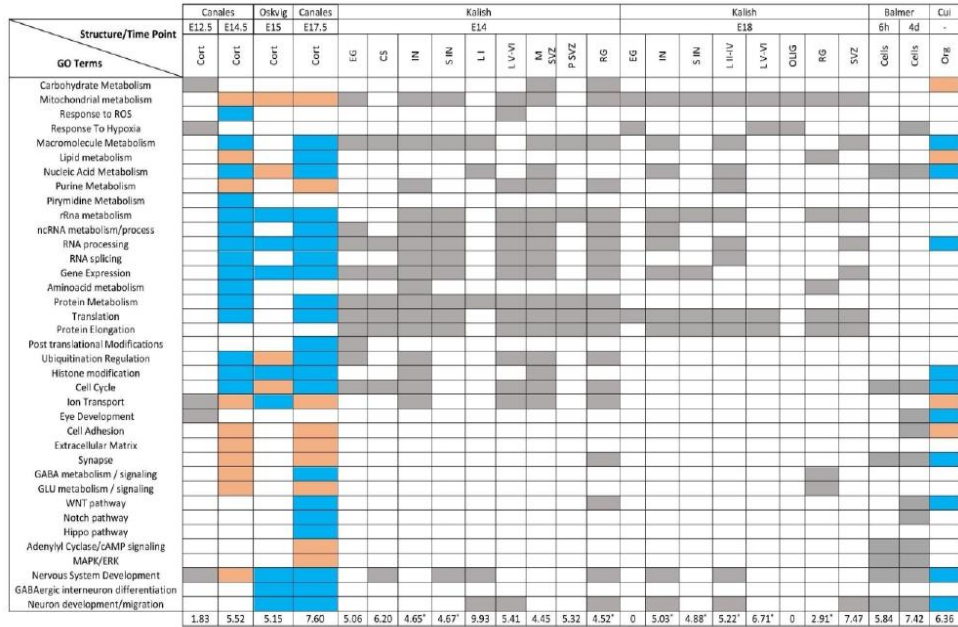 Canales Oskvig Canales Kalish Kalish Balmer Cui
Structure/Time Point E12.5 E14.5 E15 E17.5 E14 E18 6h 4d -
GO Terms Cort Cort Cort Cort EG CS IN S IN L I L V-VI M SVZ P SVZ RG EG IN S IN L II-IV L V-VI OLIG RG SVZ Cells Cells Org
Carbohydrate Metabolism
Mitochondrial metabolism
Response to ROS
Response To Hypoxia
Macromolecule Metabolism
Lipid metabolism
Nucleic Acid Metabolism
Purine Metabolism
Pirymidine Metabolism
rRna metabolism
ncRNA metabolism/process
RNA processing
RNA splicing
Gene Expression
Aminoacid metabolism
Protein Metabolism
Translation
Protein Elongation
Post translational Modifications
Ubiquitination Regulation
Histone modification
Cell Cycle
Ion Transport
Eye Development
Cell Adhesion
Extracellular Matrix
Synapse
GABA metabolism / signaling
GLU metabolism / signaling
WNT pathway
Notch pathway
Hippo pathway
Adenylyl Cyclase/cAMP signaling
MAPK/ERK
Nervous System Development
GABAergic interneuron differentiation
Neuron development/migration
1.83 5.52 5.15 7.60 5.06 6.20 4.65* 4.67* 9.93 5.41 4.45 5.32 4.52* 0 5.03* 4.88* 5.22* 6.71* 0 2.91* 7.47 5.84 7.42 6.36